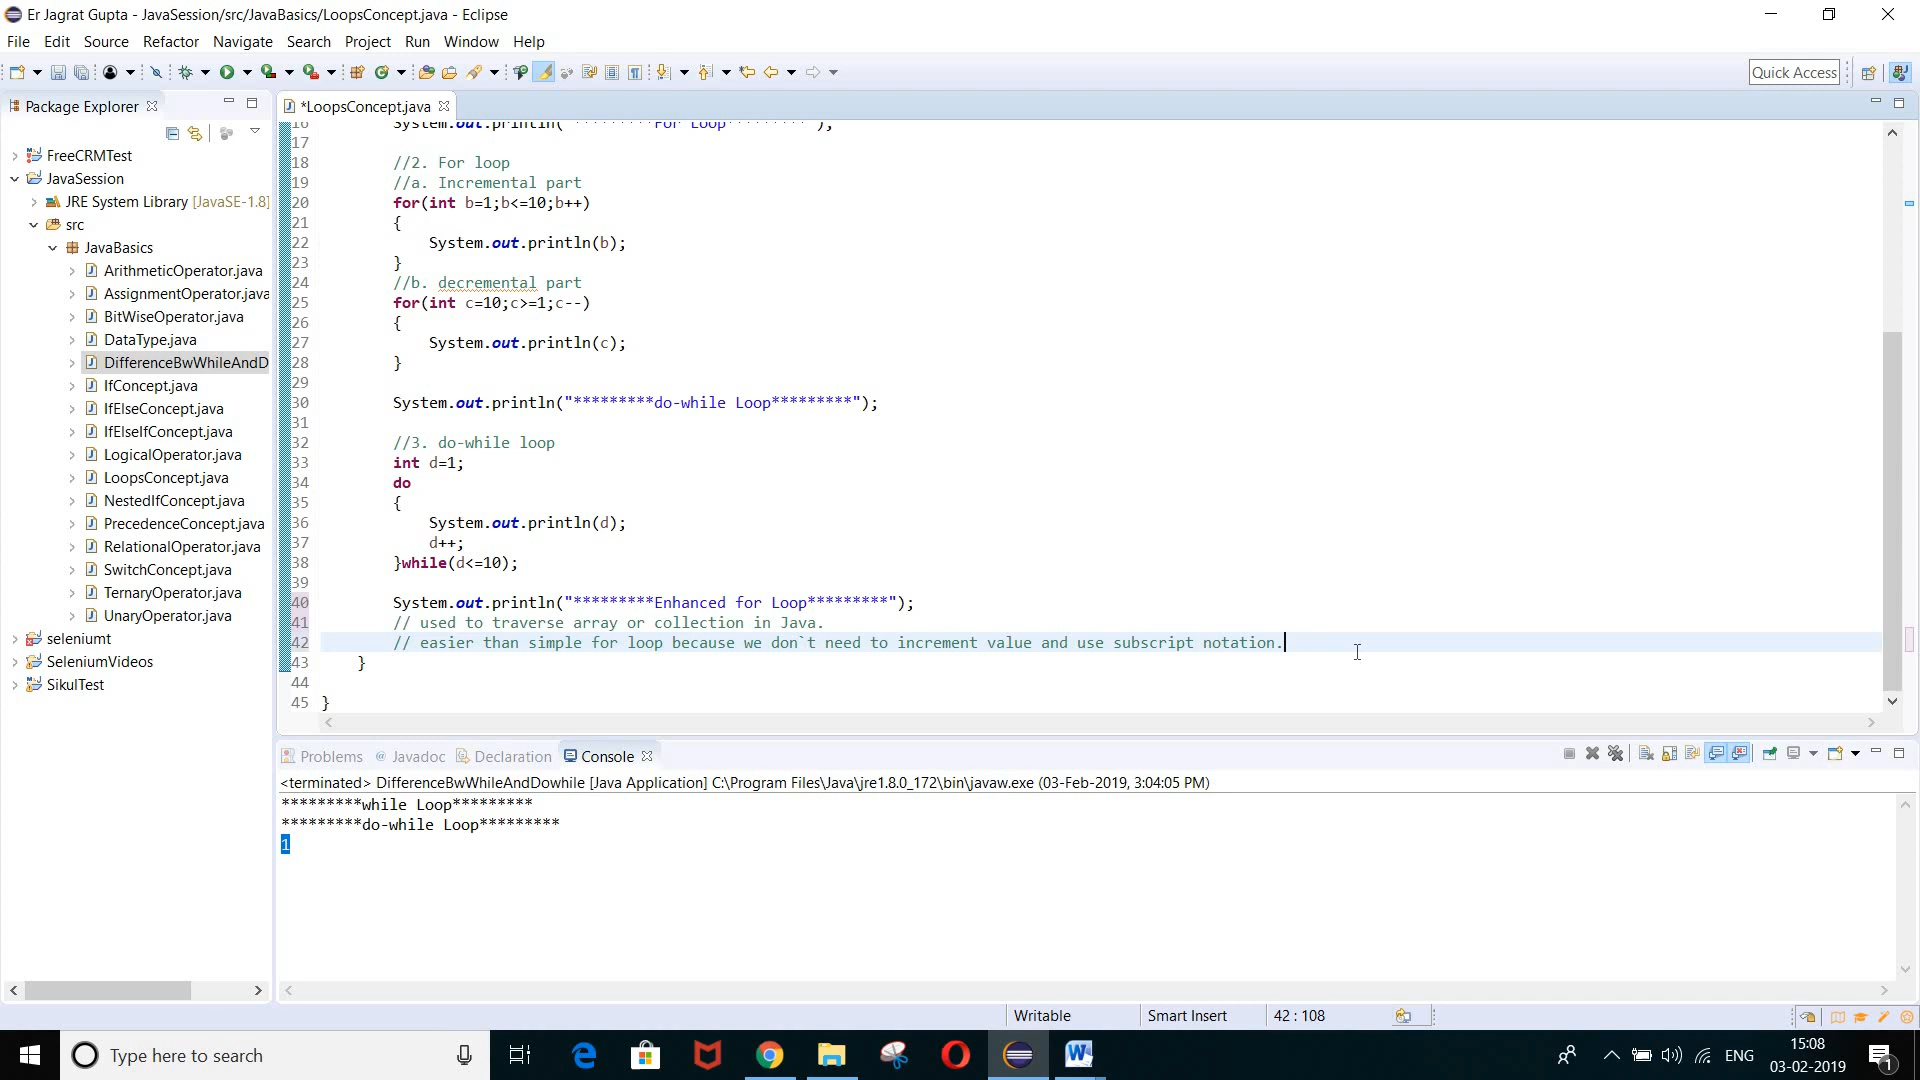 Er Jagrat Gupta - JavaSession/src/JavaBasics/LoopsConcept.java - Eclipse
File Edit Source Refactor Navigate Search Project Run Window Help
Quick Access
Package Explorer
*LoopsConcept.java
FreeCRMTest
JavaSession
JRE System Library [JavaSE-1.8]
src
JavaBasics
ArithmeticOperator.java
AssignmentOperator.java
BitWiseOperator.java
DataType.java
DifferenceBwWhileAndD
IfConcept.java
IfElseConcept.java
IfElseIfConcept.java
LogicalOperator.java
LoopsConcept.java
NestedIfConcept.java
PrecedenceConcept.java
RelationalOperator.java
SwitchConcept.java
TernaryOperator.java
UnaryOperator.java
seleniumt
SeleniumVideos
SikulTest
16 System.out.println("*********For Loop*********");
17
18 //2. For loop
19 //a. Incremental part
20 for(int b=1;b<=10;b++)
21 {
22 System.out.println(b);
23 }
24 //b. decremental part
25 for(int c=10;c>=1;c--)
26 {
27 System.out.println(c);
28 }
29
30 System.out.println("*********do-while Loop*********");
31
32 //3. do-while loop
33 int d=1;
34 do
35 {
36 System.out.println(d);
37 d++;
38 }while(d<=10);
39
40 System.out.println("*********Enhanced for Loop*********");
41 // used to traverse array or collection in Java.
42 // easier than simple for loop because we don`t need to increment value and use subscript notation.
43 }
44
45 }
Problems @ Javadoc Declaration Console
<terminated> DifferenceBwWhileAndDowhile [Java Application] C:\Program Files\Java\jre1.8.0_172\bin\javaw.exe (03-Feb-2019, 3:04:05 PM)
*********while Loop*********
*********do-while Loop*********
1
Writable Smart Insert 42 : 108
Type here to search
ENG
15:08
03-02-2019
1